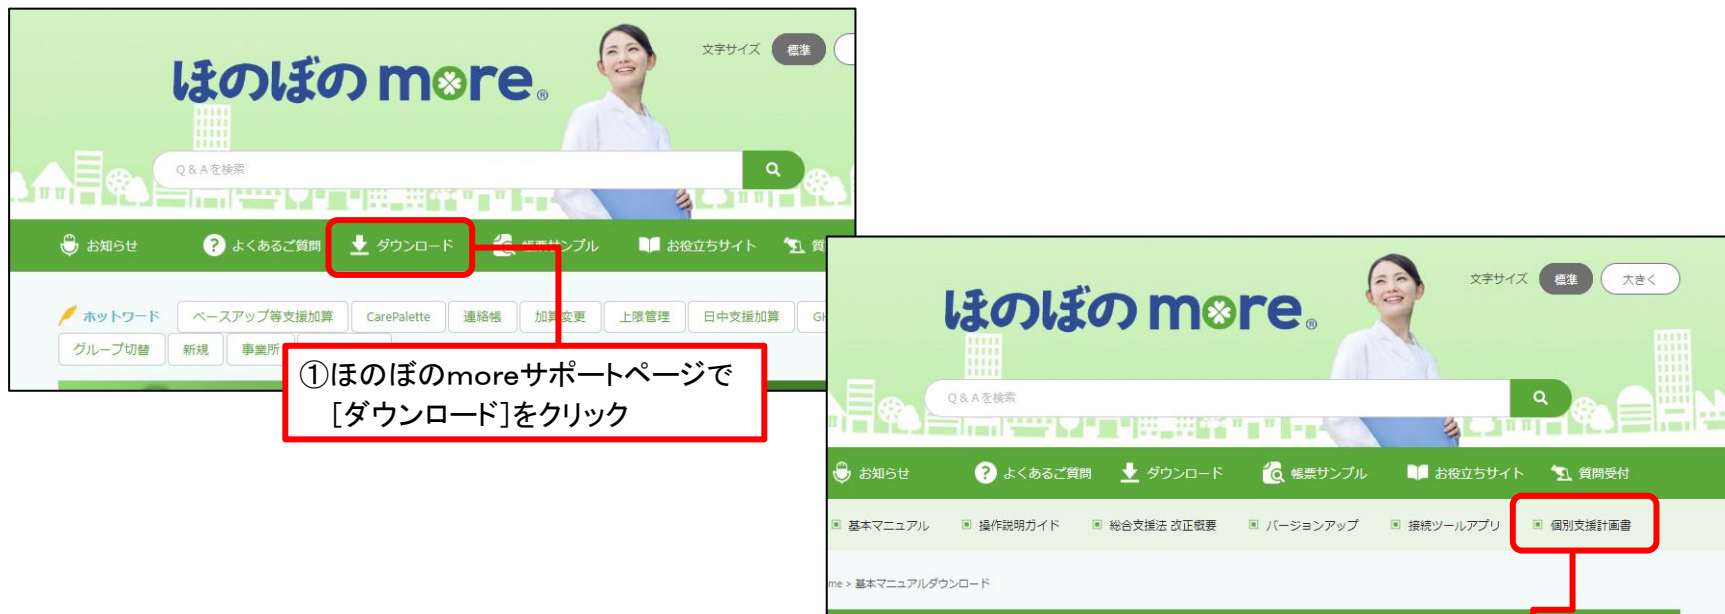 文字サイズ 標準
ほのぼの more®
Q & A を検索
お知らせ よくあるご質問 ダウンロード 帳票サンプル お役立ちサイト 質
ホットワード ベースアップ等支援加算 CarePalette 連絡帳 加算変更 上限管理 日中支援加算
グループ切替 新規 事業所
①ほのぼのmoreサポートページで
[ダウンロード]をクリック
文字サイズ 標準 大きく
ほのぼの more®
Q & A を検索
お知らせ よくあるご質問 ダウンロード 帳票サンプル お役立ちサイト 質問受付
基本マニュアル 操作説明ガイド 総合支援法 改正概要 バージョンアップ 接続ツールアプリ 個別支援計画書
me > 基本マニュアルダウンロード